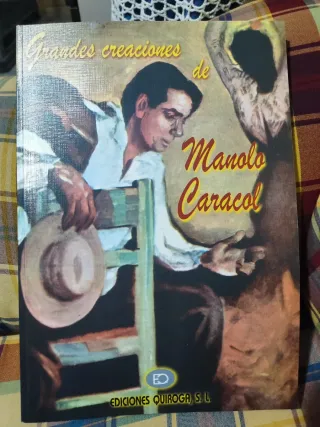 Grandes creaciones
de
Manolo
Caracol
EQ
EDICIONES QUIROGA, S. L.